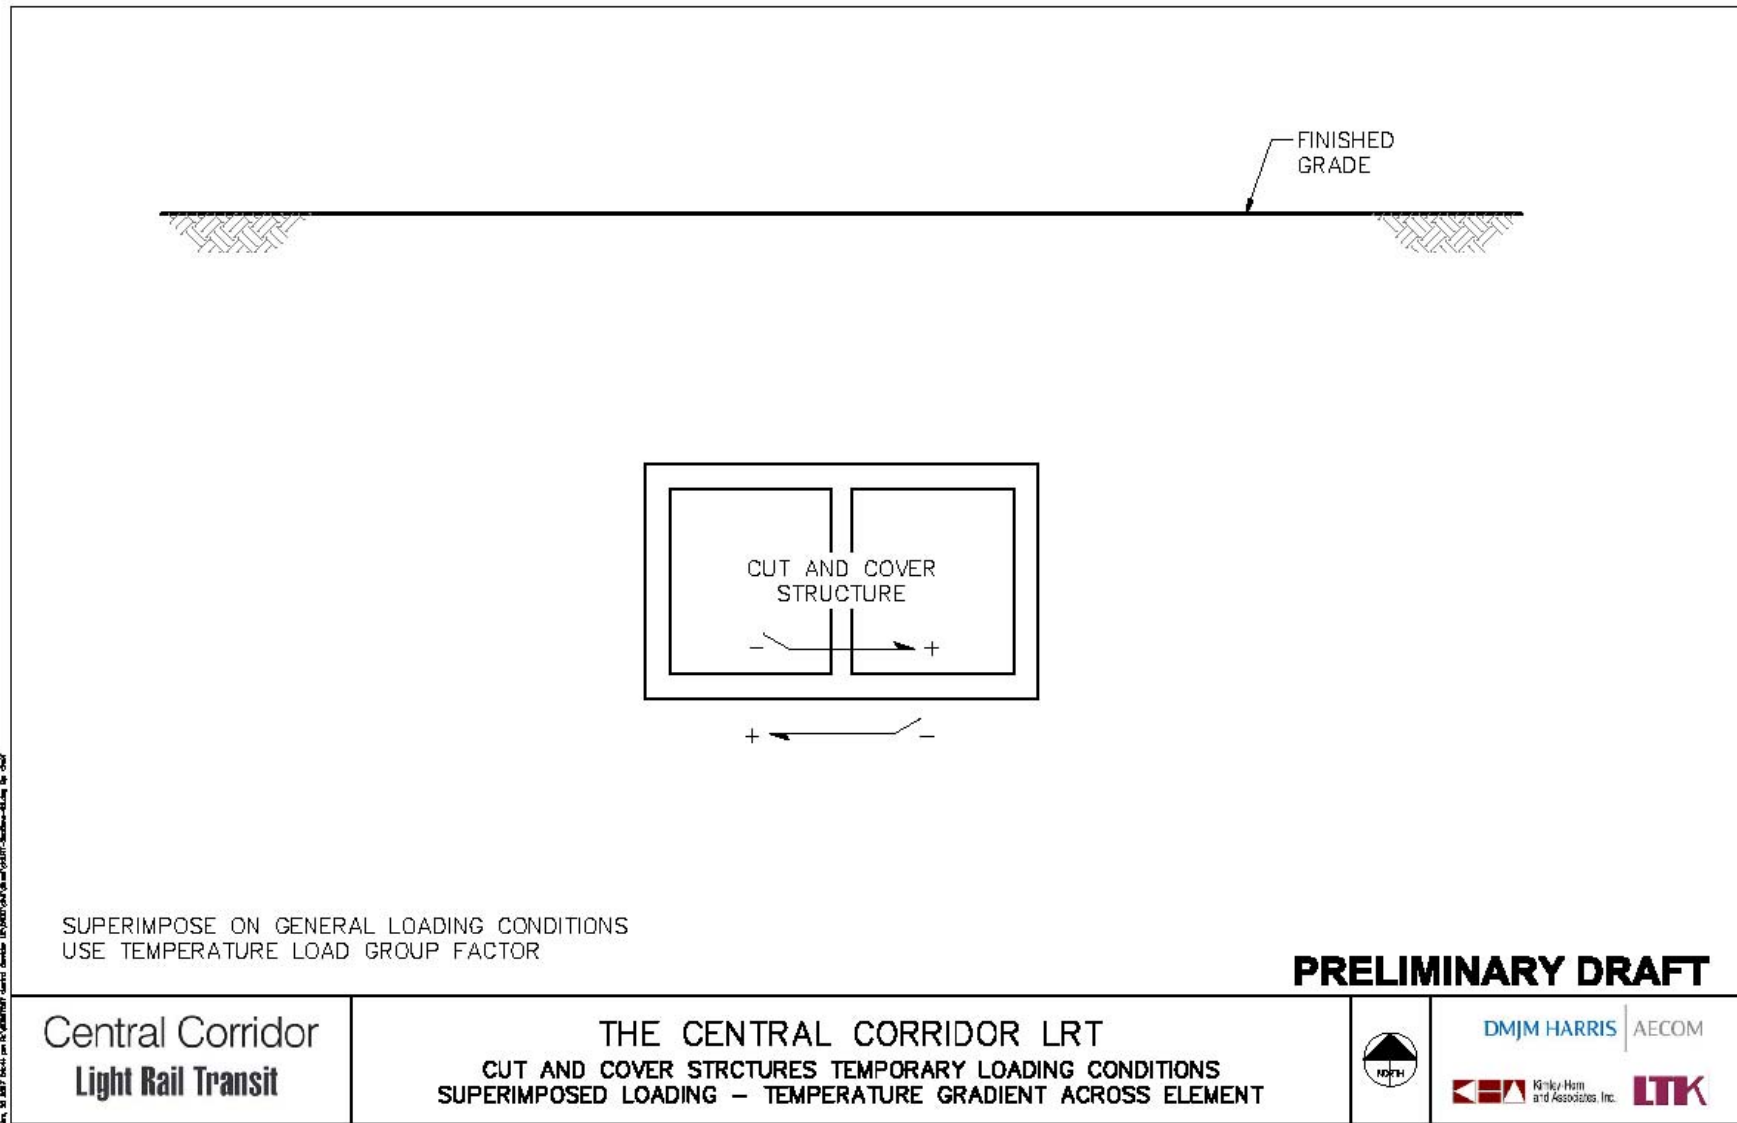 FINISHED
GRADE
CUT AND COVER
STRUCTURE
- +
+ -
SUPERIMPOSE ON GENERAL LOADING CONDITIONS
USE TEMPERATURE LOAD GROUP FACTOR
PRELIMINARY DRAFT
Central Corridor
Light Rail Transit
THE CENTRAL CORRIDOR LRT
CUT AND COVER STRCTURES TEMPORARY LOADING CONDITIONS
SUPERIMPOSED LOADING – TEMPERATURE GRADIENT ACROSS ELEMENT
NORTH
DMJM HARRIS AECOM
Kimley-Horn
and Associates, Inc.
LTK